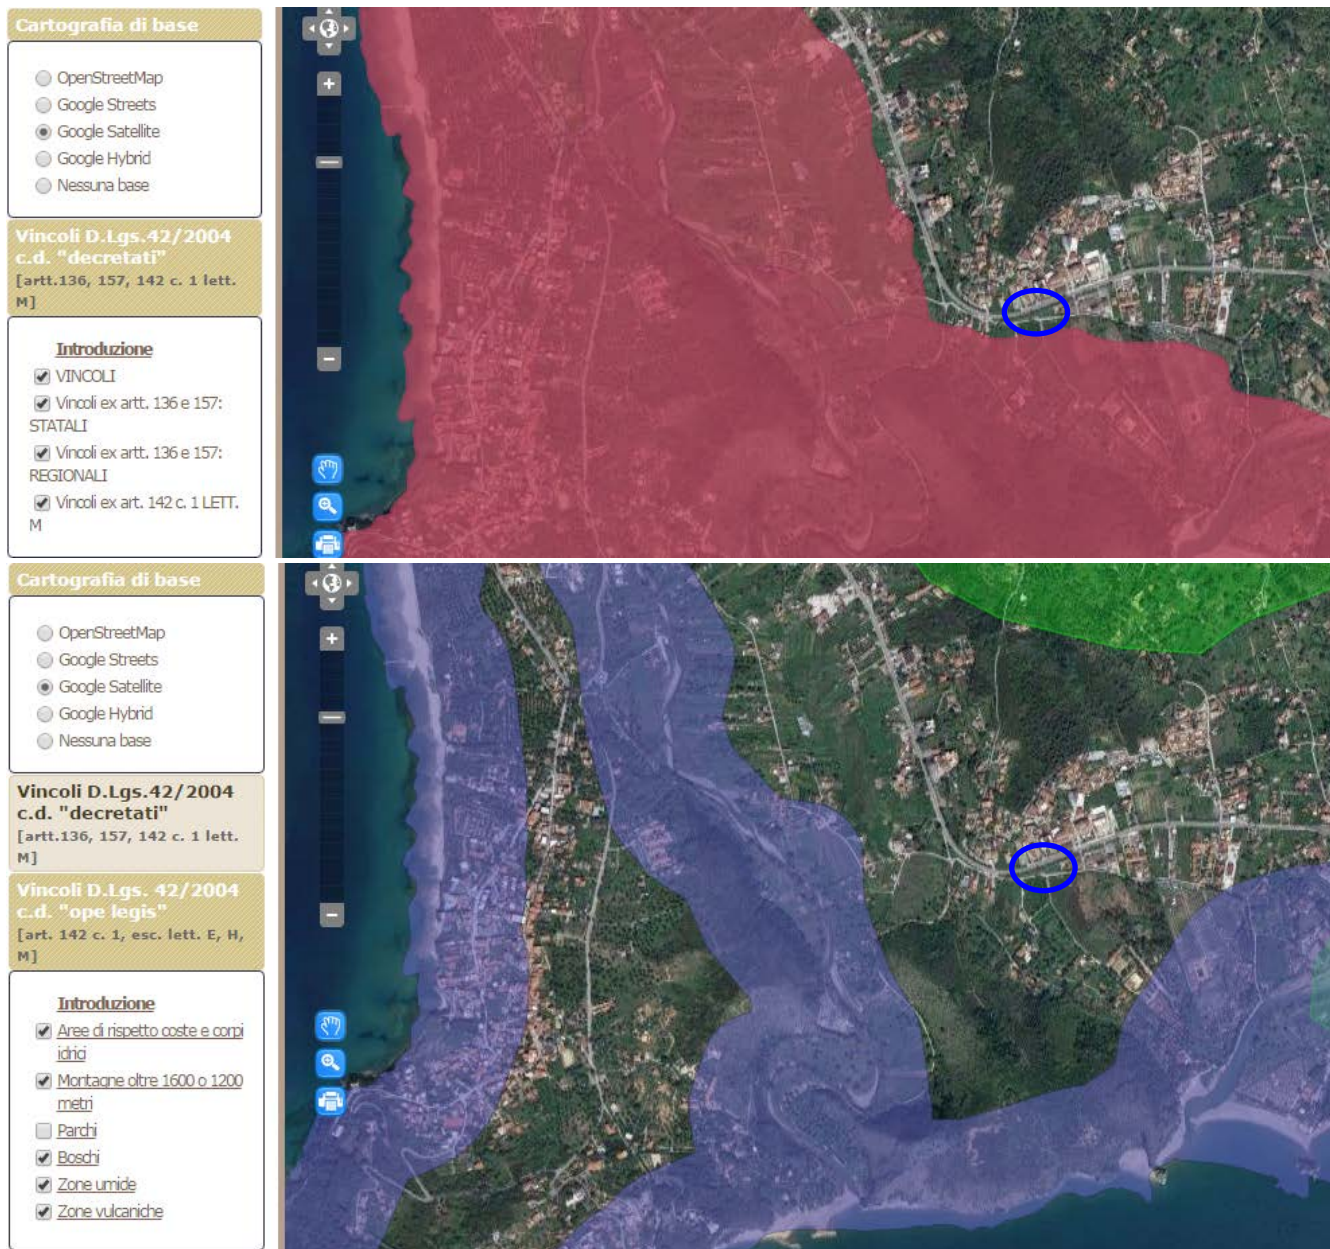 Cartografia di base
OpenStreetMap
Google Streets
Google Satellite
Google Hybrid
Nessuna base
Vincoli D.Lgs.42/2004
c.d. "decretati"
[artt.136, 157, 142 c. 1 lett.
M]
Introduzione
VINCOLI
Vincoli ex artt. 136 e 157:
STATALI
Vincoli ex artt. 136 e 157:
REGIONALI
Vincoli ex art. 142 c. 1 LETT.
M
Cartografia di base
OpenStreetMap
Google Streets
Google Satellite
Google Hybrid
Nessuna base
Vincoli D.Lgs.42/2004
c.d. "decretati"
[artt.136, 157, 142 c. 1 lett.
M]
Vincoli D.Lgs. 42/2004
c.d. "ope legis"
[art. 142 c. 1, esc. lett. E, H,
M]
Introduzione
Aree di rispetto coste e corpi
idrici
Montagne oltre 1600 o 1200
metri
Parchi
Boschi
Zone umide
Zone vulcaniche